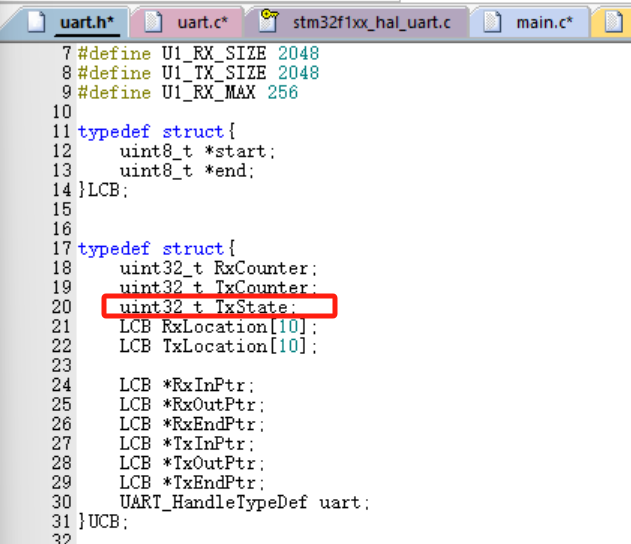 uart.h* uart.c* stm32f1xx_hal_uart.c main.c*
7 #define U1_RX_SIZE 2048
8 #define U1_TX_SIZE 2048
9 #define U1_RX_MAX 256
10
11 typedef struct{
12     uint8_t *start;
13     uint8_t *end;
14 }LCB;
15
16
17 typedef struct{
18     uint32_t RxCounter;
19     uint32_t TxCounter;
20     uint32_t TxState;
21     LCB RxLocation[10];
22     LCB TxLocation[10];
23
24     LCB *RxInPtr;
25     LCB *RxOutPtr;
26     LCB *RxEndPtr;
27     LCB *TxInPtr;
28     LCB *TxOutPtr;
29     LCB *TxEndPtr;
30     UART_HandleTypeDef uart;
31 }UCB;
32